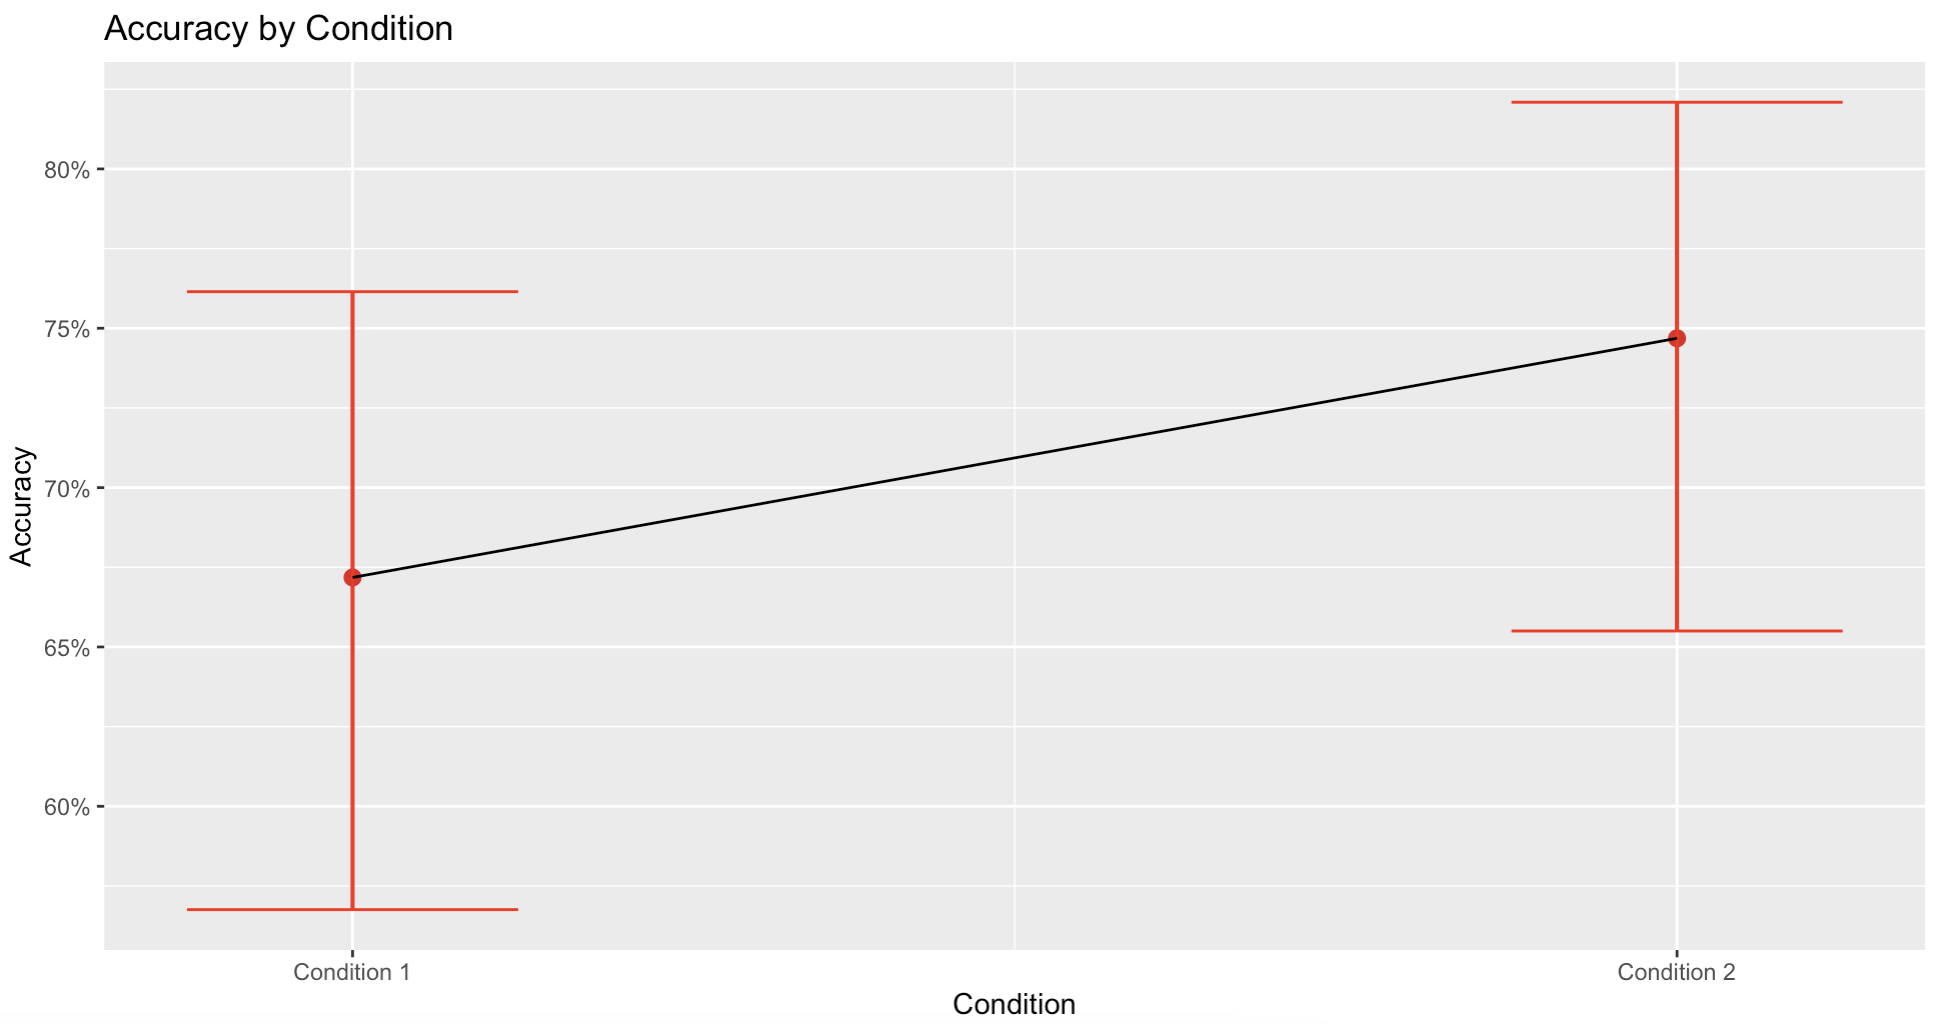 Accuracy by Condition
80%
75%
70%
65%
60%
Accuracy
Condition 1
Condition 2
Condition